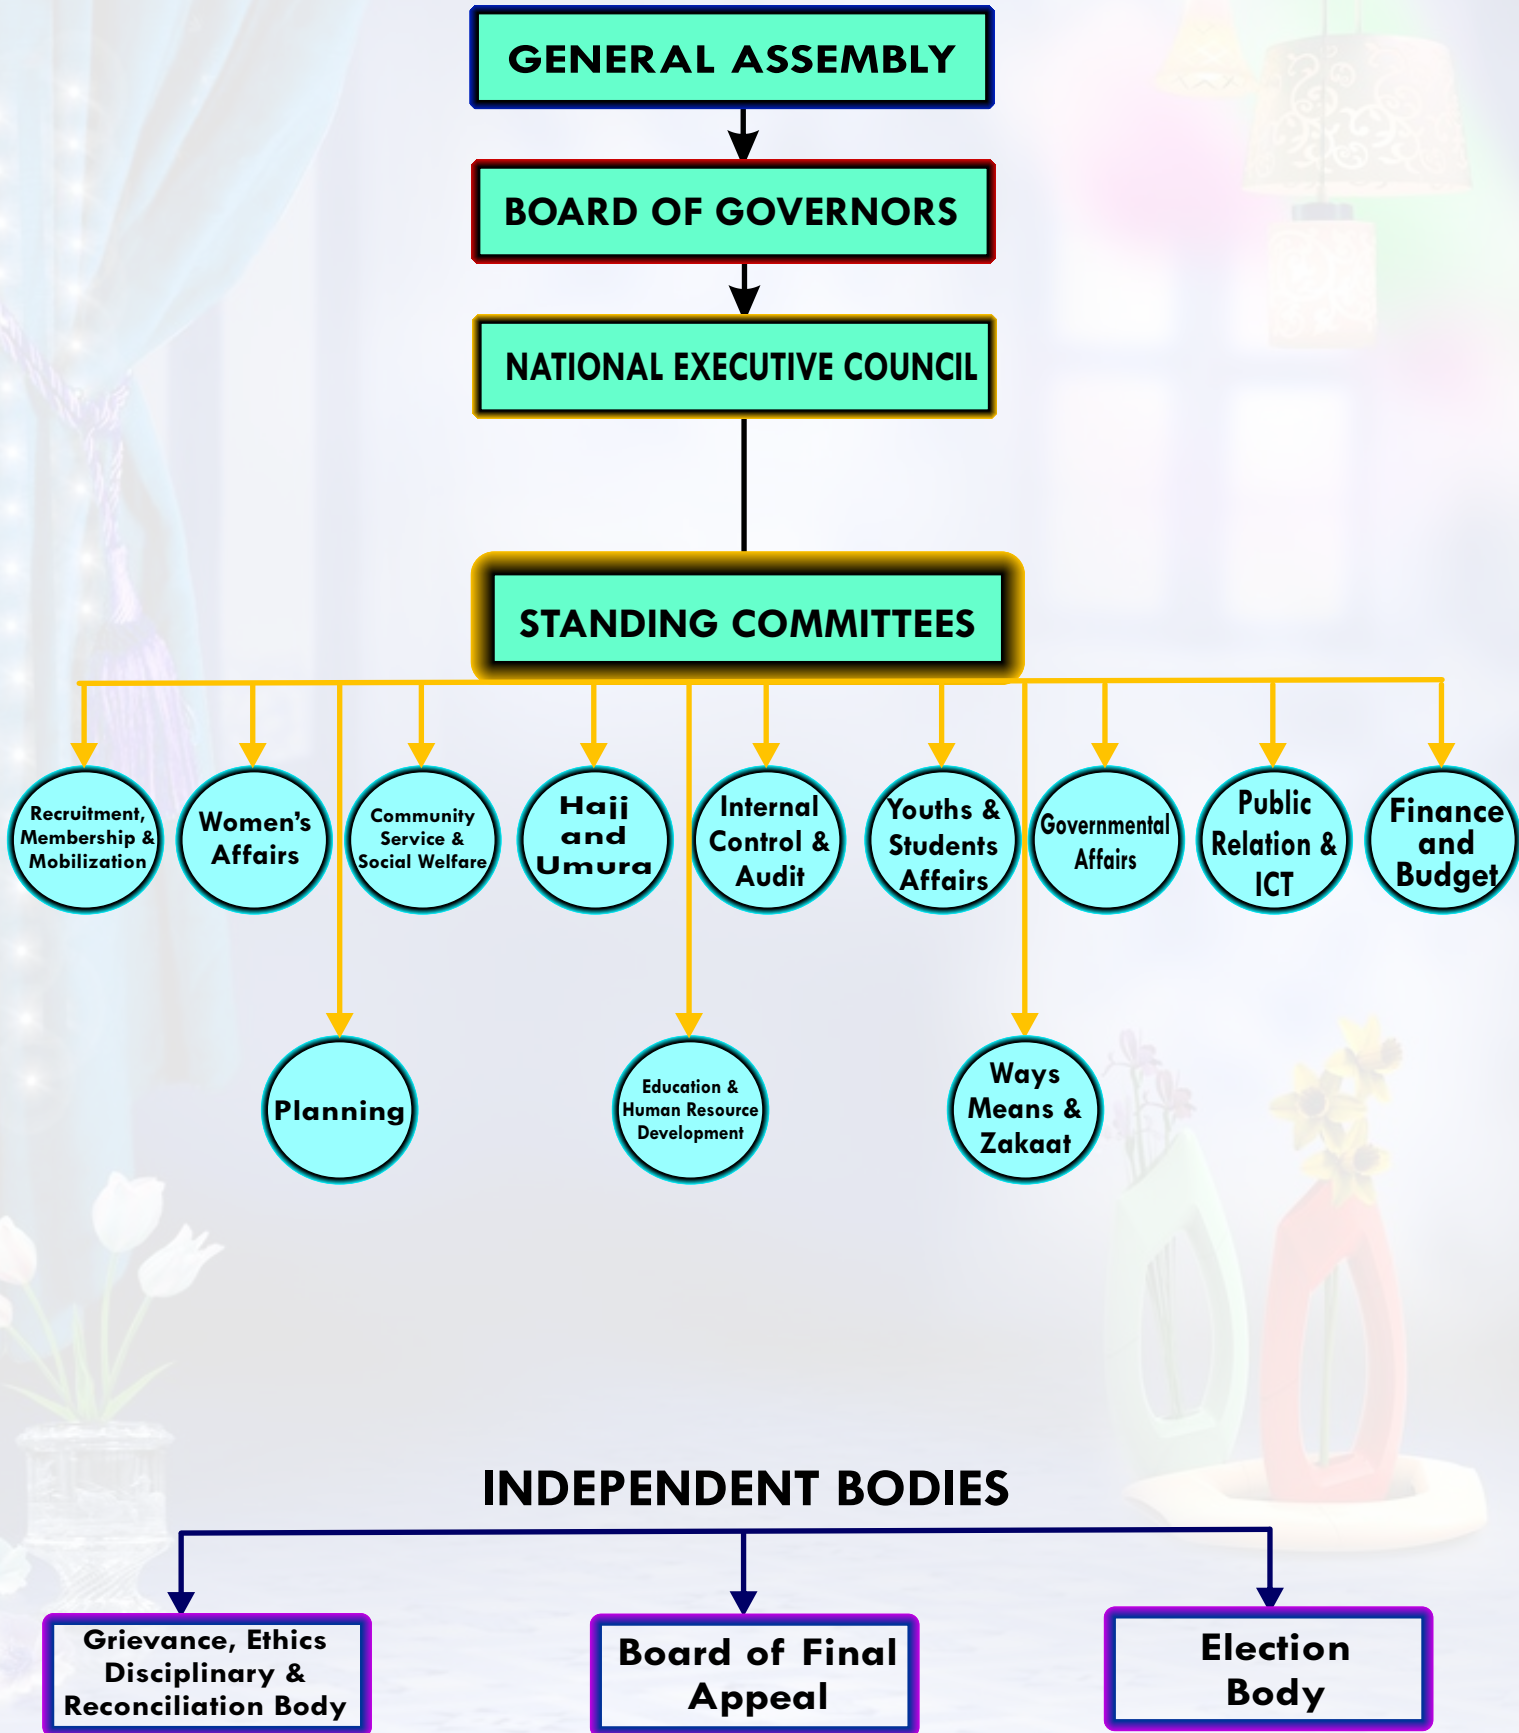 GENERAL ASSEMBLY
BOARD OF GOVERNORS
NATIONAL EXECUTIVE COUNCIL
STANDING COMMITTEES
Recruitment,
Membership &
Mobilization
Women's
Affairs
Community
Service &
Social Welfare
Hajj
and
Umura
Internal
Control &
Audit
Youths &
Students
Affairs
Governmental
Affairs
Public
Relation &
ICT
Finance
and
Budget
Planning
Education &
Human Resource
Development
Ways
Means &
Zakaat
INDEPENDENT BODIES
Grievance, Ethics
Disciplinary &
Reconciliation Body
Board of Final
Appeal
Election
Body